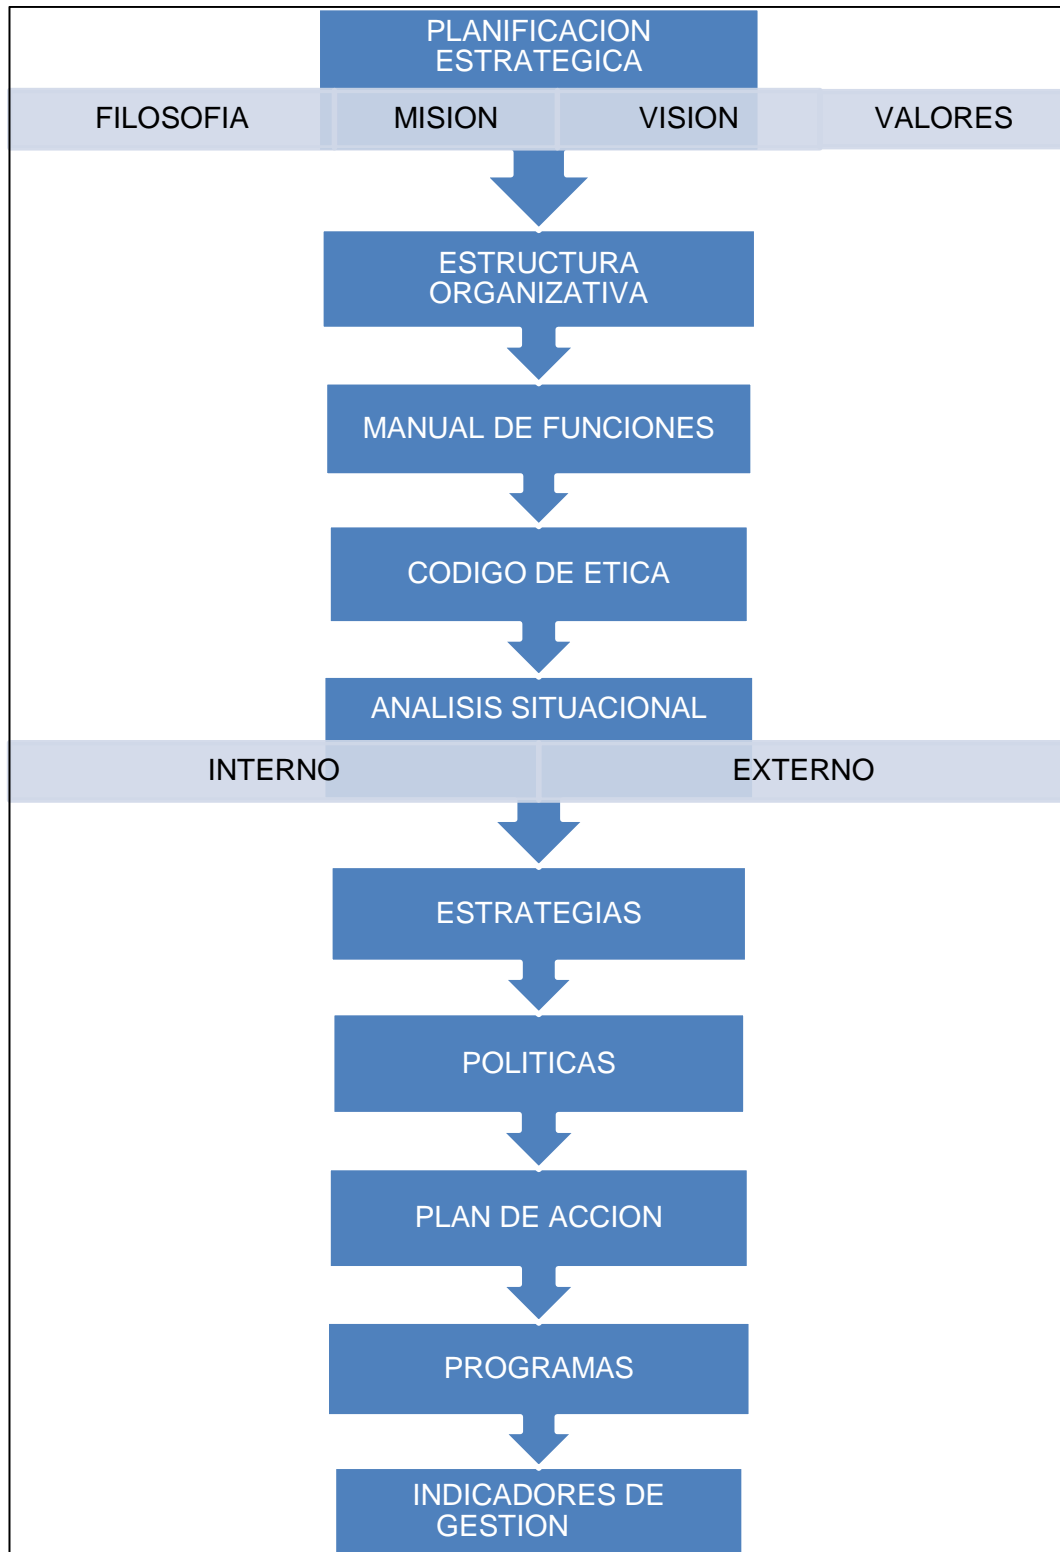 PLANIFICACION
ESTRATEGICA
FILOSOFIA MISION VISION VALORES
ESTRUCTURA
ORGANIZATIVA
MANUAL DE FUNCIONES
CODIGO DE ETICA
ANALISIS SITUACIONAL
INTERNO EXTERNO
ESTRATEGIAS
POLITICAS
PLAN DE ACCION
PROGRAMAS
INDICADORES DE
GESTION